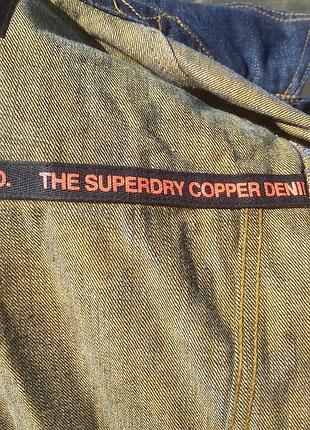 D. THE SUPERDRY COPPER DENI